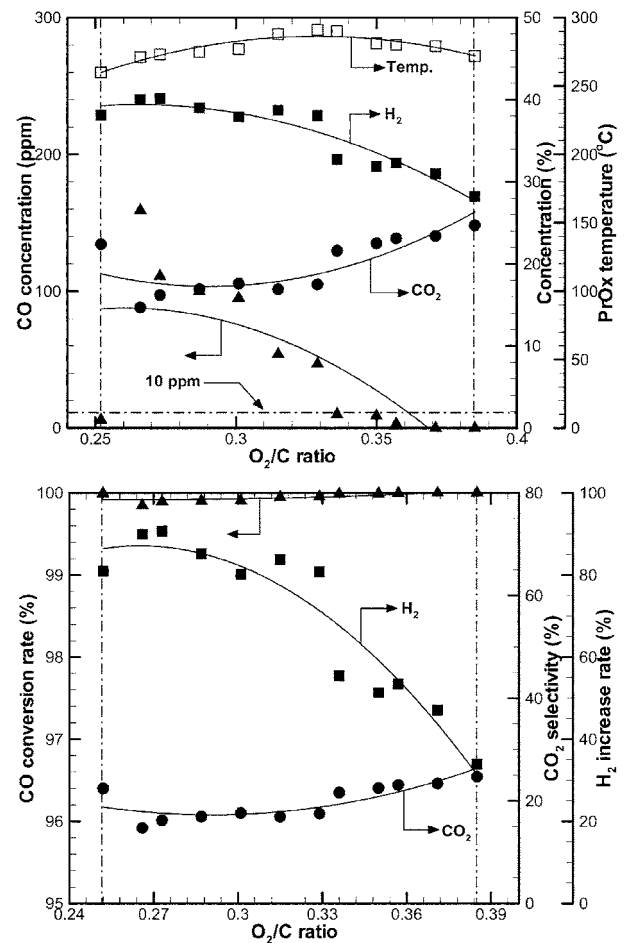 300
200
100
0
CO concentration (ppm)
50
40
30
20
10
0
Concentration (%)
300
250
200
150
100
50
0
PrOx temperature (°C)
Temp.
H2
CO2
10 ppm
0.25 0.3 0.35 0.4
O2/C ratio
100
99
98
97
96
95
CO conversion rate (%)
80
60
40
20
0
CO2 selectivity (%)
100
80
60
40
20
0
H2 increase rate (%)
H2
CO2
0.24 0.27 0.3 0.33 0.36 0.39
O2/C ratio